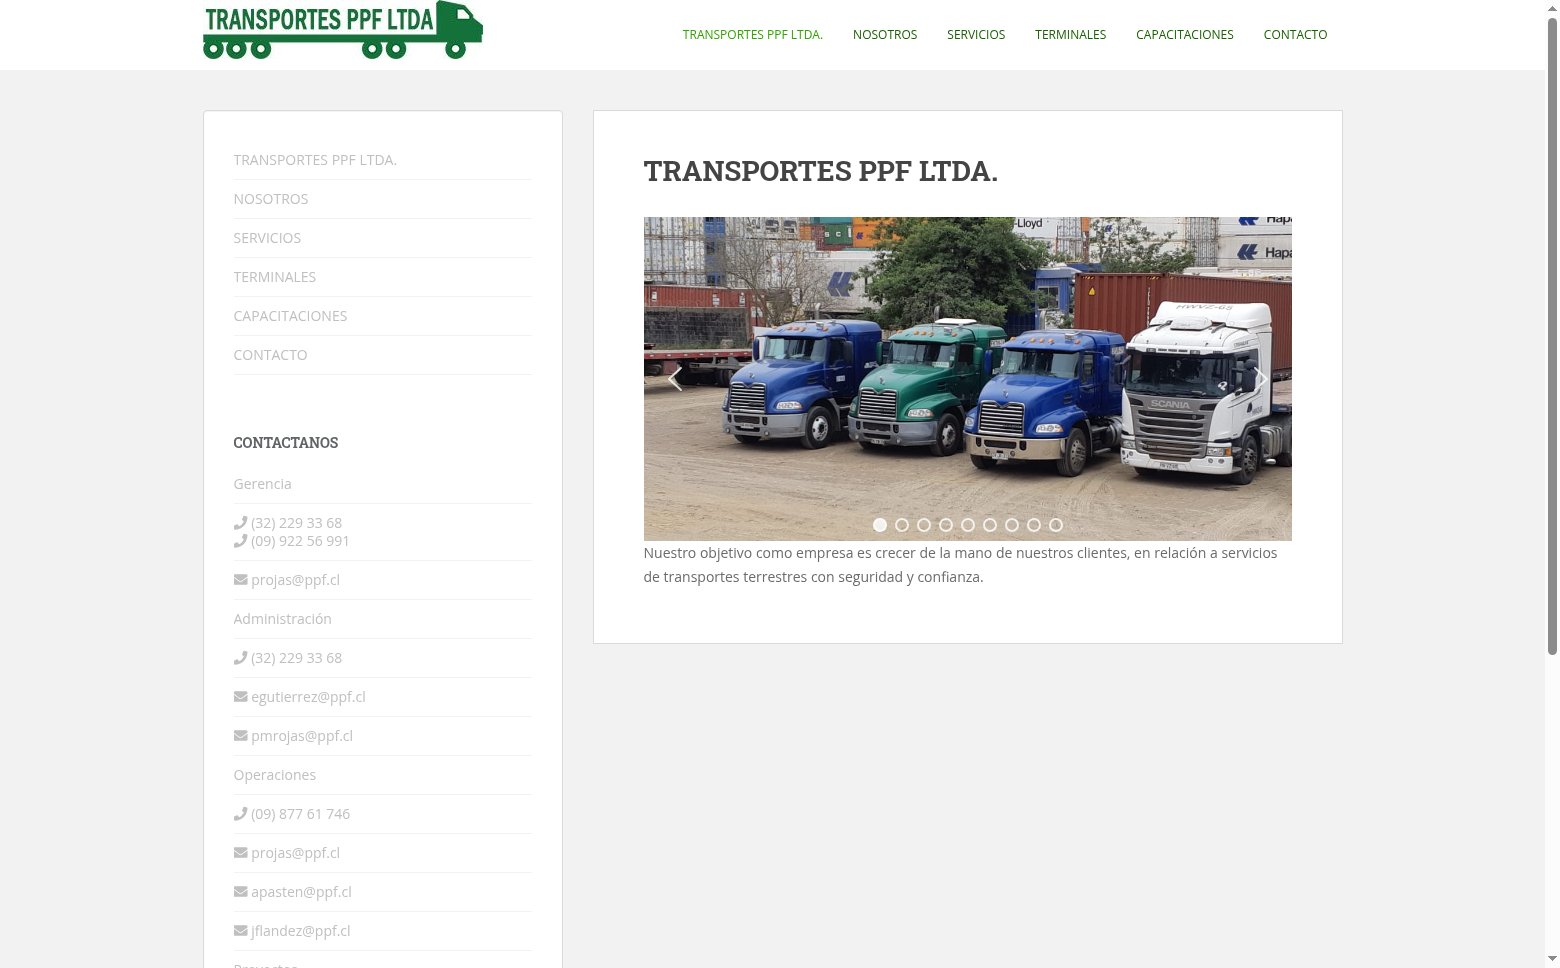 TRANSPORTES PPF LTDA
TRANSPORTES PPF LTDA.
NOSOTROS
SERVICIOS
TERMINALES
CAPACITACIONES
CONTACTO
TRANSPORTES PPF LTDA.
NOSOTROS
SERVICIOS
TERMINALES
CAPACITACIONES
CONTACTO
CONTACTANOS
Gerencia
(32) 229 33 68
(09) 922 56 991
projas@ppf.cl
Administración
(32) 229 33 68
egutierrez@ppf.cl
pmrojas@ppf.cl
Operaciones
(09) 877 61 746
projas@ppf.cl
apasten@ppf.cl
jflandez@ppf.cl
TRANSPORTES PPF LTDA.
-Lloyd
Hapa
Hapa
SCANIA
Nuestro objetivo como empresa es crecer de la mano de nuestros clientes, en relación a servicios
de transportes terrestres con seguridad y confianza.